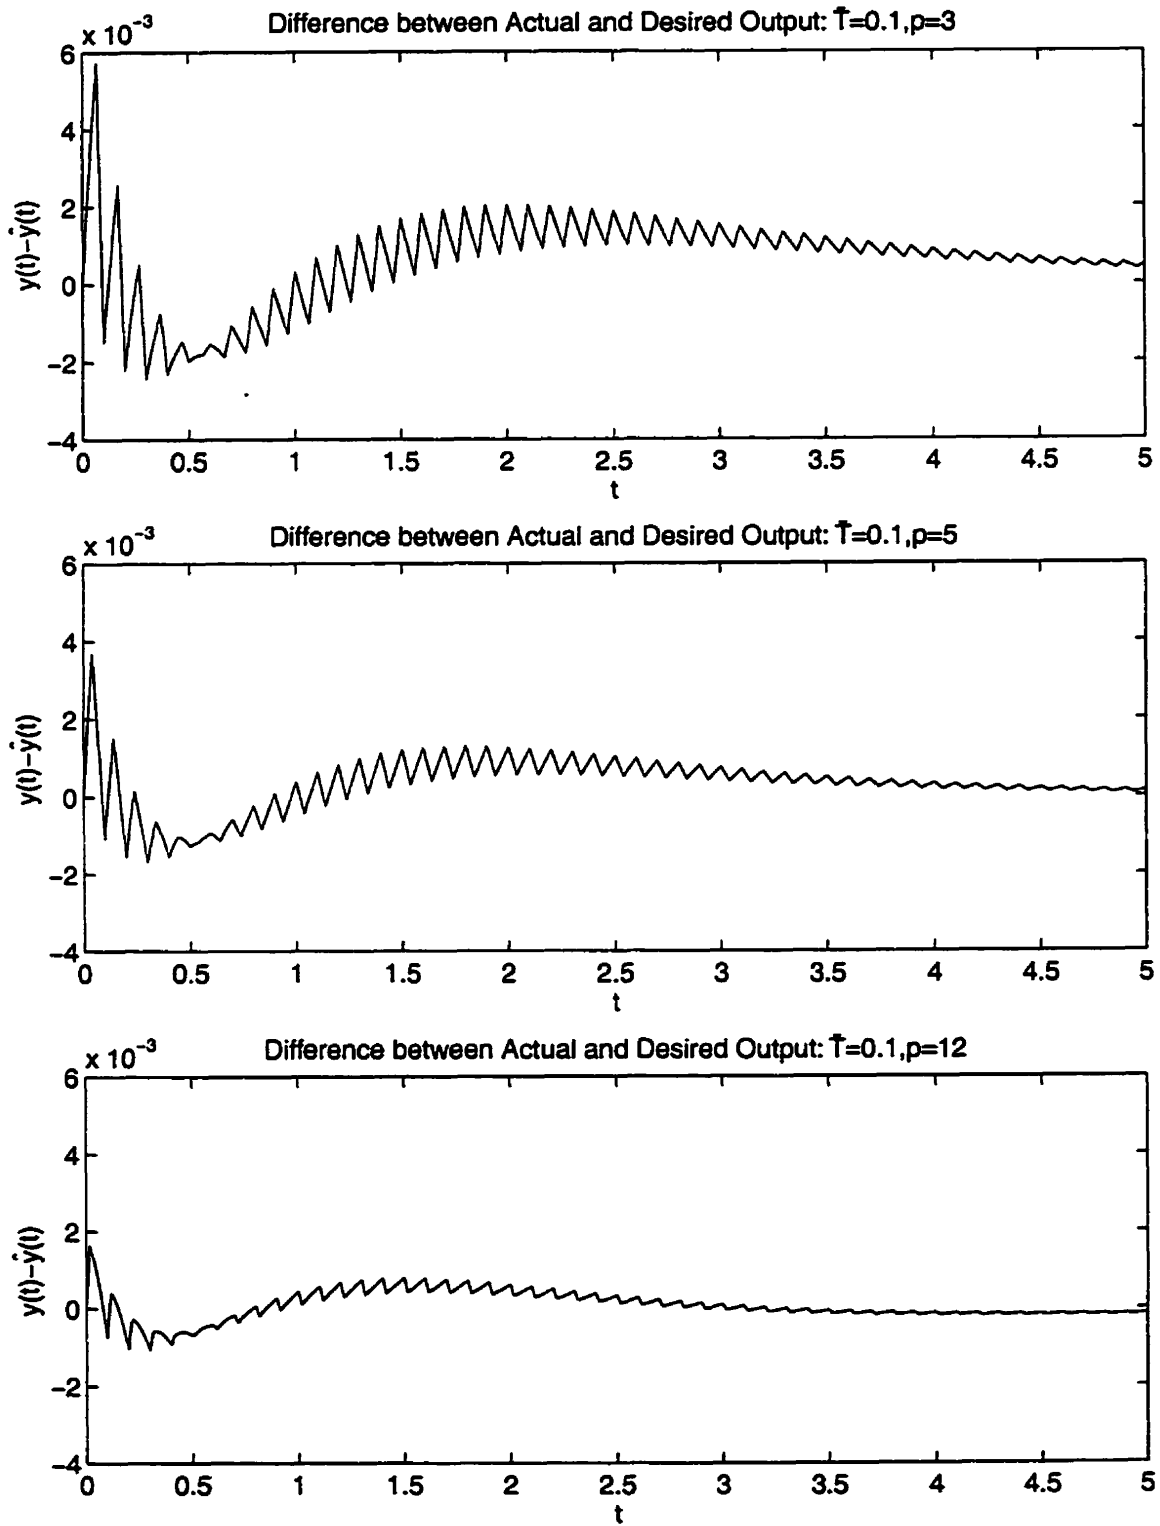 Difference between Actual and Desired Output: T̄=0.1,p=3
x 10⁻³
6
4
2
0
−2
−4
y(t)−ŷ(t)
0 0.5 1 1.5 2 2.5 3 3.5 4 4.5 5
t
Difference between Actual and Desired Output: T̄=0.1,p=5
x 10⁻³
6
4
2
0
−2
−4
y(t)−ŷ(t)
0 0.5 1 1.5 2 2.5 3 3.5 4 4.5 5
t
Difference between Actual and Desired Output: T̄=0.1,p=12
x 10⁻³
6
4
2
0
−2
−4
y(t)−ŷ(t)
0 0.5 1 1.5 2 2.5 3 3.5 4 4.5 5
t